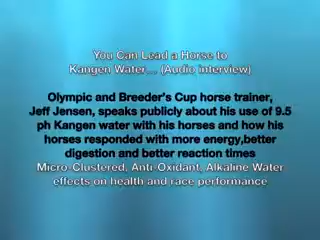 You Can Lead a Horse to
Kangen Water... (Audio interview)
Olympic and Breeder's Cup horse trainer,
Jeff Jensen, speaks publicly about his use of 9.5
ph Kangen water with his horses and how his
horses responded with more energy,better
digestion and better reaction times
Micro-Clustered, Anti-Oxidant, Alkaline Water
effects on health and race performance